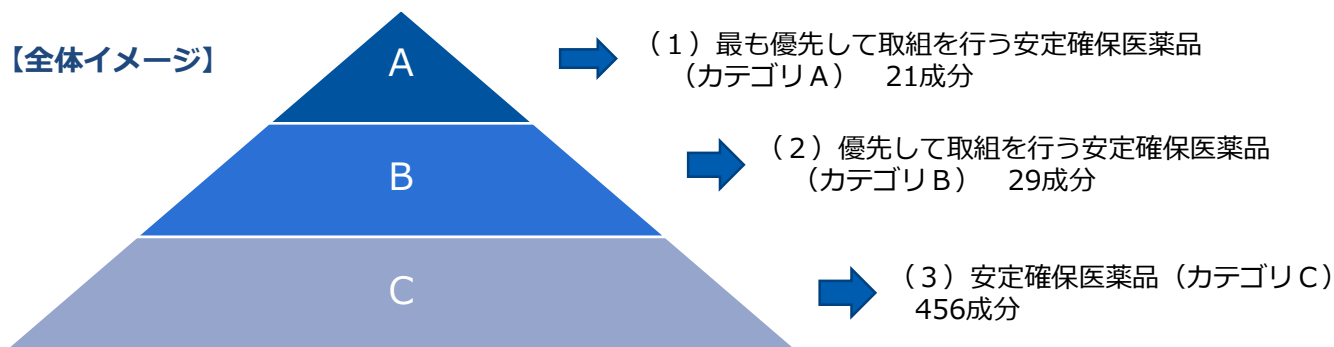 【全体イメージ】
A
（１）最も優先して取組を行う安定確保医薬品
（カテゴリＡ）　21成分
B
（２）優先して取組を行う安定確保医薬品
（カテゴリＢ）　29成分
C
（３）安定確保医薬品（カテゴリＣ）
456成分